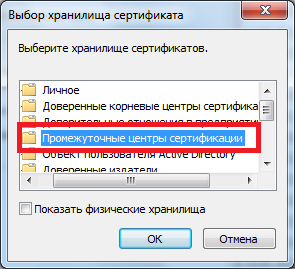 Выбор хранилища сертификата
Выберите хранилище сертификатов.
Личное
Доверенные корневые центры сертифика
Доверительные отношения в предприяти
Промежуточные центры сертификации
Объект пользователя Active Directory
Доверенные издатели
Показать физические хранилища
ОК
Отмена